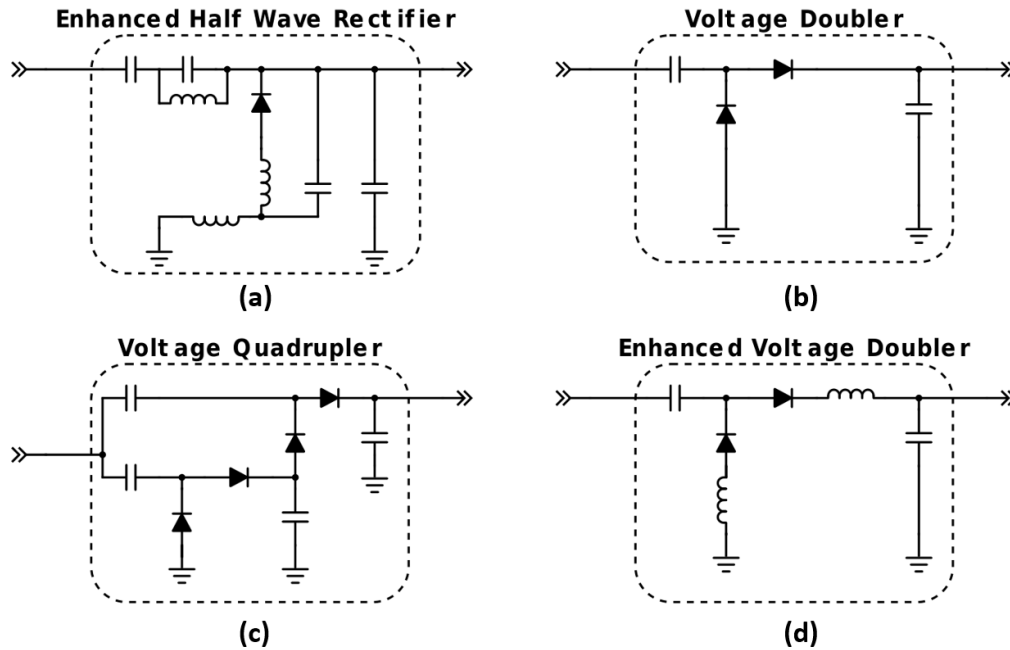 Enhanced Half Wave Rectifier
Voltage Doubler
(a)
(b)
Voltage Quadrupler
Enhanced Voltage Doubler
(c)
(d)